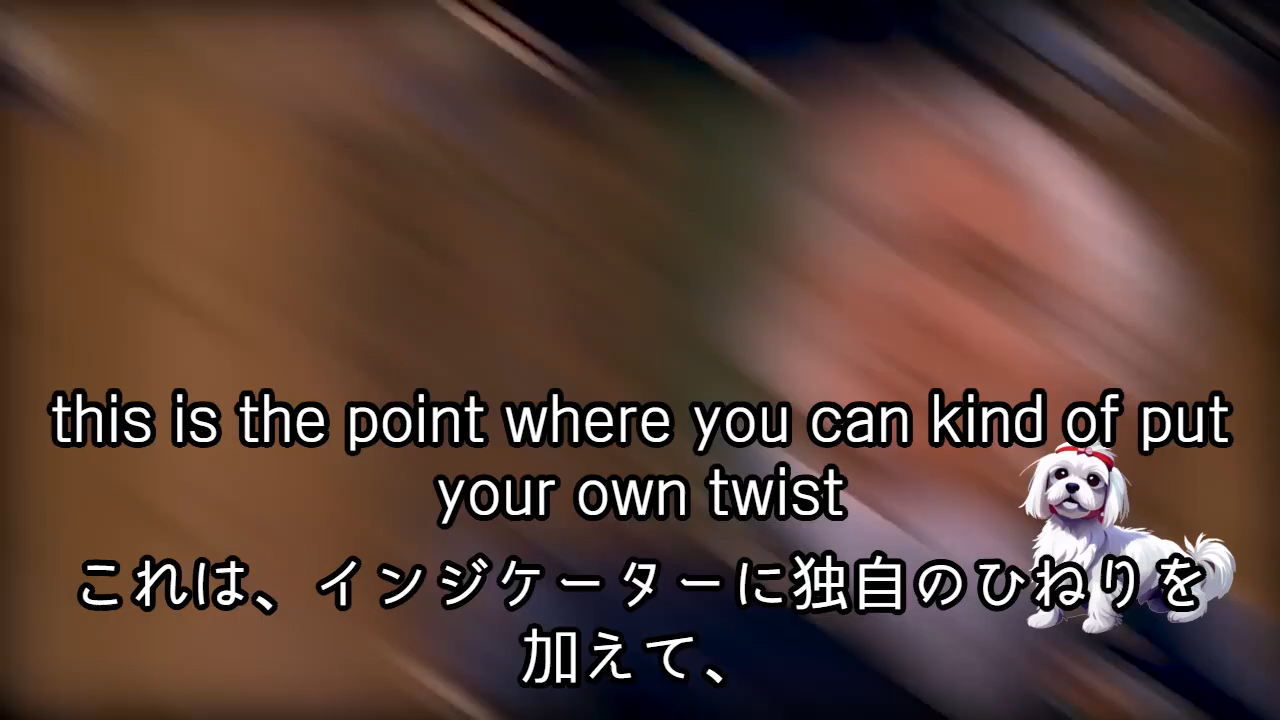 this is the point where you can kind of put
your own twist
これは、インジケーターに独自のひねりを
加えて、